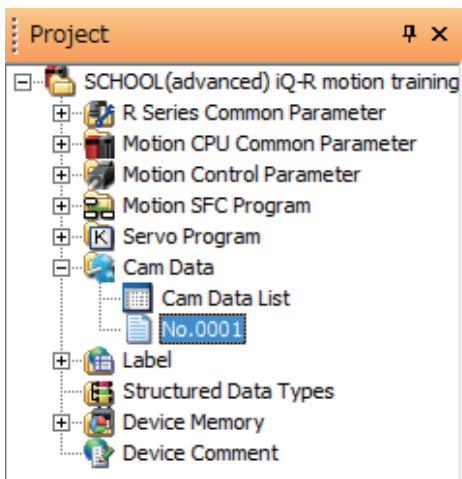 Project
SCHOOL(advanced) iQ-R motion training
R Series Common Parameter
Motion CPU Common Parameter
Motion Control Parameter
Motion SFC Program
Servo Program
Cam Data
Cam Data List
No.0001
Label
Structured Data Types
Device Memory
Device Comment